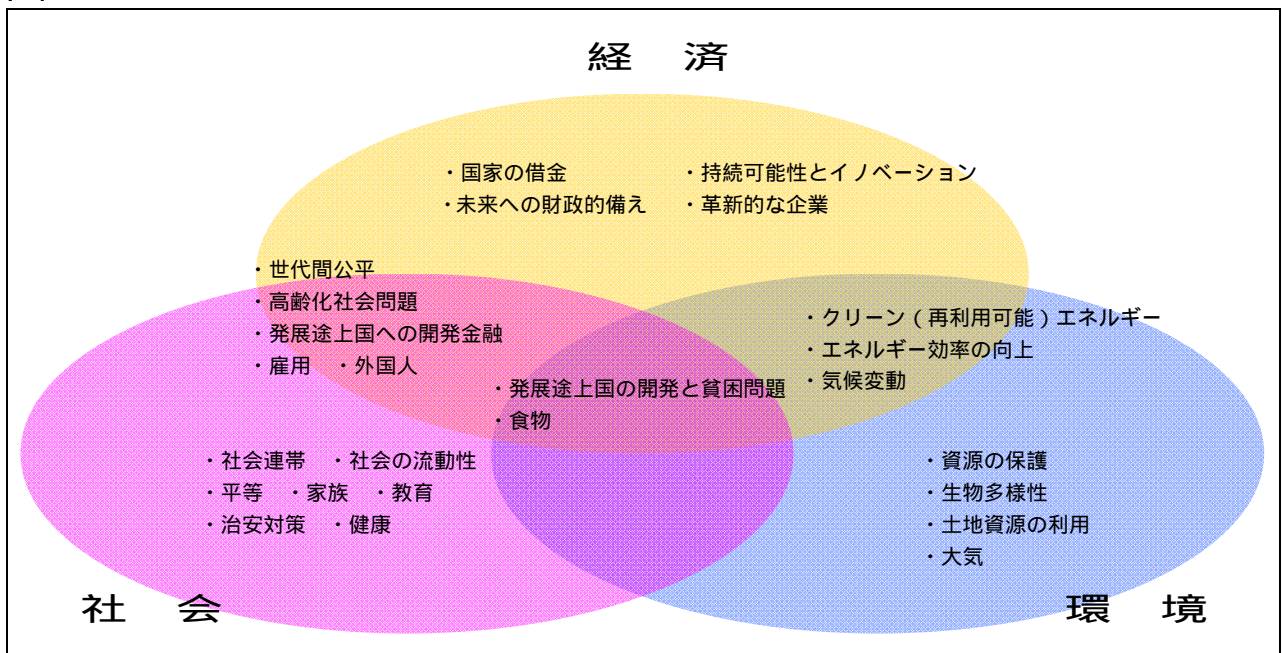 経　済
・国家の借金　・持続可能性とイノベーション
・未来への財政的備え　・革新的な企業
・世代間公平
・高齢化社会問題
・発展途上国への開発金融
・雇用　・外国人
・クリーン（再利用可能）エネルギー
・エネルギー効率の向上
・気候変動
・発展途上国の開発と貧困問題
・食物
・社会連帯　・社会の流動性
・平等　・家族　・教育
・治安対策　・健康
・資源の保護
・生物多様性
・土地資源の利用
・大気
社　会
環　境